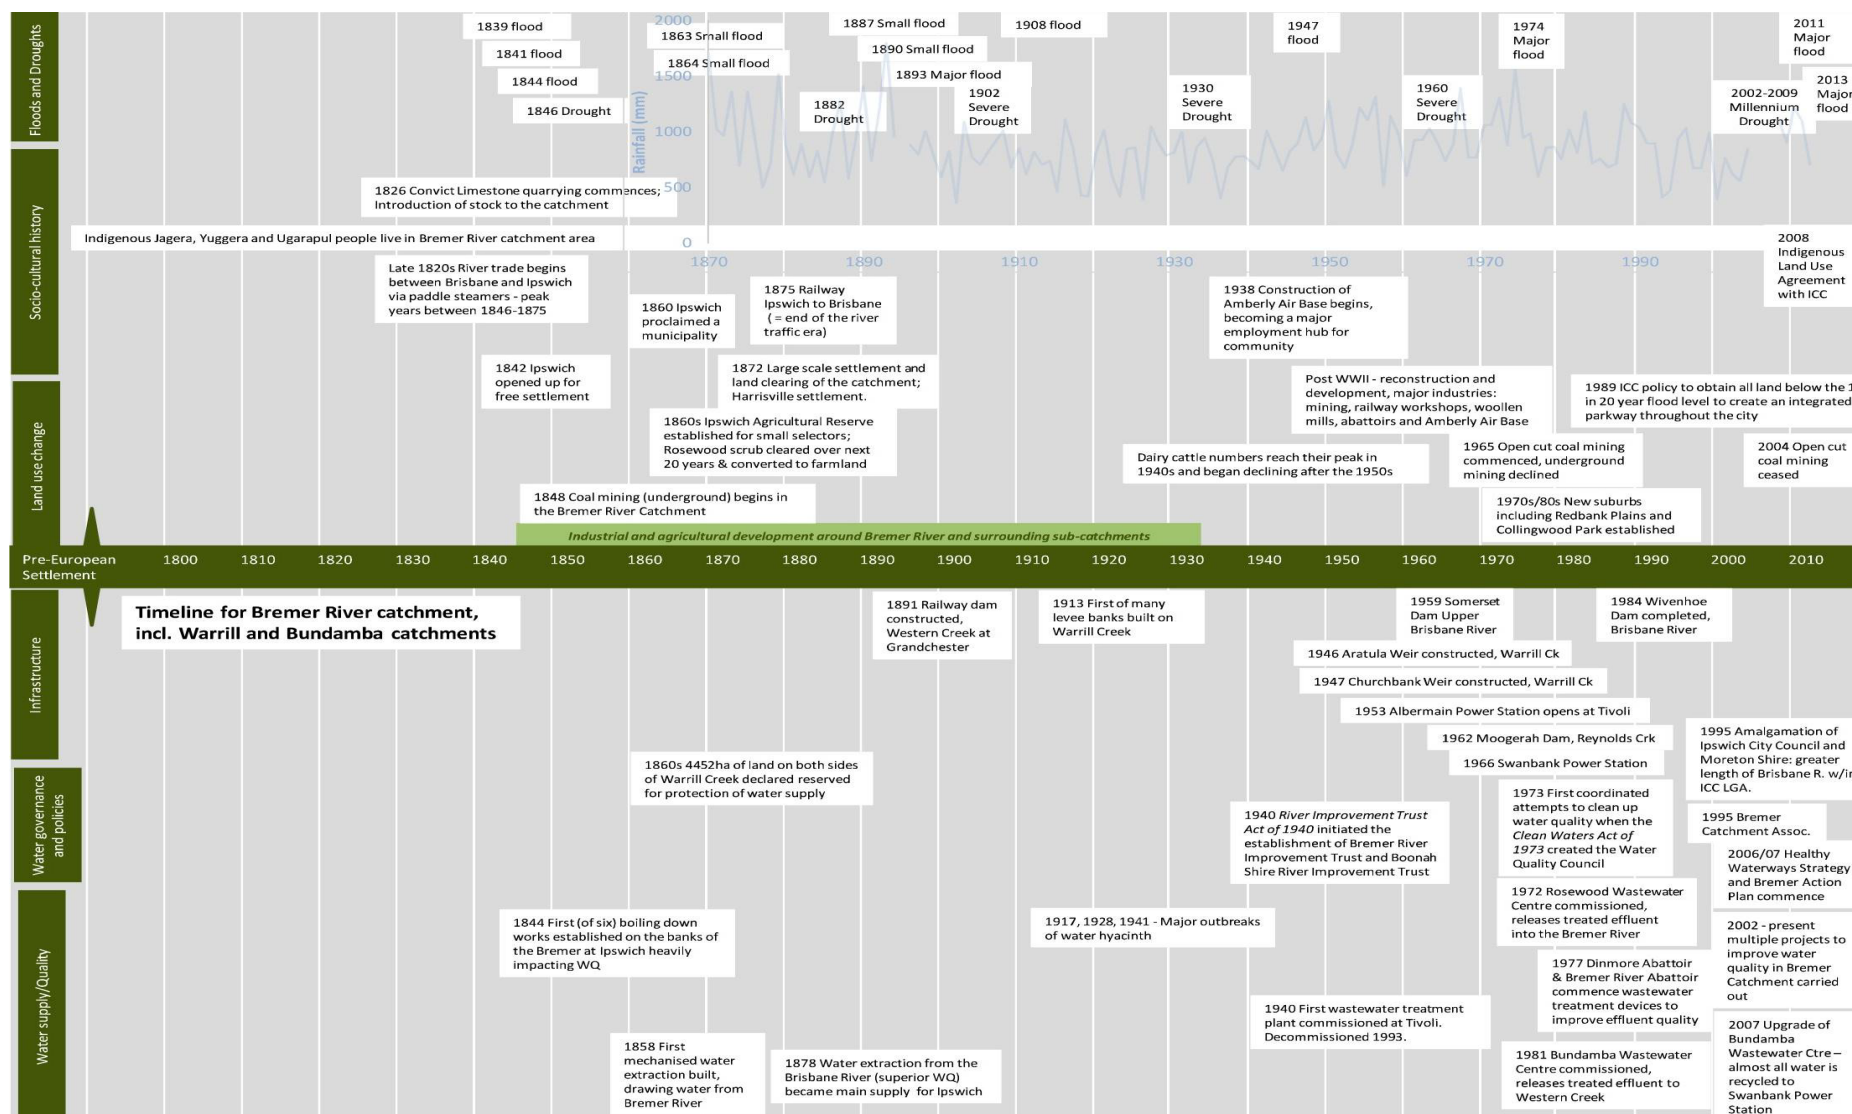 Floods and Droughts
1839 flood
1841 flood
1844 flood
1846 Drought
1863 Small flood
1864 Small flood
1882
Drought
1887 Small flood
1890 Small flood
1893 Major flood
1902
Severe
Drought
1908 flood
1930
Severe
Drought
1947
flood
1960
Severe
Drought
1974
Major
flood
2002-2009
Millennium
Drought
2011
Major
flood
2013
Major
flood
Rainfall (mm)
2000
1500
1000
500
0
1870
1890
1910
1930
1950
1970
1990
Socio-cultural history
1826 Convict Limestone quarrying commences;
Introduction of stock to the catchment
Indigenous Jagera, Yuggera and Ugarapul people live in Bremer River catchment area
Late 1820s River trade begins
between Brisbane and Ipswich
via paddle steamers - peak
years between 1846-1875
1860 Ipswich
proclaimed a
municipality
1875 Railway
Ipswich to Brisbane
( = end of the river
traffic era)
1938 Construction of
Amberly Air Base begins,
becoming a major
employment hub for
community
2008
Indigenous
Land Use
Agreement
with ICC
Land use change
1842 Ipswich
opened up for
free settlement
1872 Large scale settlement and
land clearing of the catchment;
Harrisville settlement.
1860s Ipswich Agricultural Reserve
established for small selectors;
Rosewood scrub cleared over next
20 years & converted to farmland
1848 Coal mining (underground) begins in
the Bremer River Catchment
Post WWII - reconstruction and
development, major industries:
mining, railway workshops, woollen
mills, abattoirs and Amberly Air Base
1989 ICC policy to obtain all land below the 1
in 20 year flood level to create an integrated
parkway throughout the city
Dairy cattle numbers reach their peak in
1940s and began declining after the 1950s
1965 Open cut coal mining
commenced, underground
mining declined
2004 Open cut
coal mining
ceased
1970s/80s New suburbs
including Redbank Plains and
Collingwood Park established
Industrial and agricultural development around Bremer River and surrounding sub-catchments
Pre-European
Settlement
1800 1810 1820 1830 1840 1850 1860 1870 1880 1890 1900 1910 1920 1930 1940 1950 1960 1970 1980 1990 2000 2010
Timeline for Bremer River catchment,
incl. Warrill and Bundamba catchments
Infrastructure
1891 Railway dam
constructed,
Western Creek at
Grandchester
1913 First of many
levee banks built on
Warrill Creek
1959 Somerset
Dam Upper
Brisbane River
1984 Wivenhoe
Dam completed,
Brisbane River
1946 Aratula Weir constructed, Warrill Ck
1947 Churchbank Weir constructed, Warrill Ck
1953 Albermain Power Station opens at Tivoli
1962 Moogerah Dam, Reynolds Crk
1966 Swanbank Power Station
1995 Amalgamation of
Ipswich City Council and
Moreton Shire: greater
length of Brisbane R. w/in
ICC LGA.
Water governance
and policies
1860s 4452ha of land on both sides
of Warrill Creek declared reserved
for protection of water supply
1940 River Improvement Trust
Act of 1940 initiated the
establishment of Bremer River
Improvement Trust and Boonah
Shire River Improvement Trust
1973 First coordinated
attempts to clean up
water quality when the
Clean Waters Act of
1973 created the Water
Quality Council
1995 Bremer
Catchment Assoc.
2006/07 Healthy
Waterways Strategy
and Bremer Action
Plan commence
Water supply/Quality
1844 First (of six) boiling down
works established on the banks of
the Bremer at Ipswich heavily
impacting WQ
1917, 1928, 1941 - Major outbreaks
of water hyacinth
1972 Rosewood Wastewater
Centre commissioned,
releases treated effluent
into the Bremer River
2002 - present
multiple projects to
improve water
quality in Bremer
Catchment carried
out
1977 Dinmore Abattoir
& Bremer River Abattoir
commence wastewater
treatment devices to
improve effluent quality
1940 First wastewater treatment
plant commissioned at Tivoli.
Decommissioned 1993.
1858 First
mechanised water
extraction built,
drawing water from
Bremer River
1878 Water extraction from the
Brisbane River (superior WQ)
became main supply for Ipswich
1981 Bundamba Wastewater
Centre commissioned,
releases treated effluent to
Western Creek
2007 Upgrade of
Bundamba
Wastewater Ctre –
almost all water is
recycled to
Swanbank Power
Station